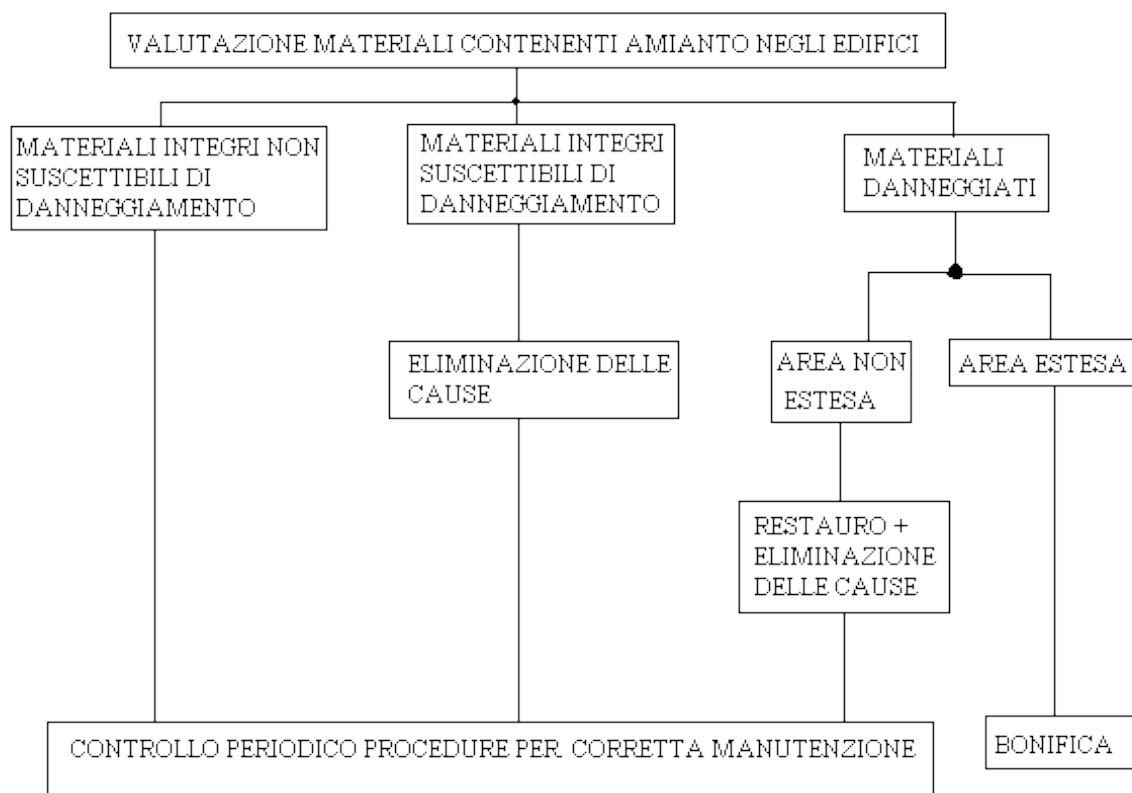 VALUTAZIONE MATERIALI CONTENENTI AMIANTO NEGLI EDIFICI
MATERIALI INTEGRI NON
SUSCETTIBILI DI
DANNEGGIAMENTO
MATERIALI INTEGRI
SUSCETTIBILI DI
DANNEGGIAMENTO
MATERIALI
DANNEGGIATI
ELIMINAZIONE DELLE
CAUSE
AREA NON
ESTESA
AREA ESTESA
RESTAURO +
ELIMINAZIONE
DELLE CAUSE
CONTROLLO PERIODICO PROCEDURE PER CORRETTA MANUTENZIONE
BONIFICA